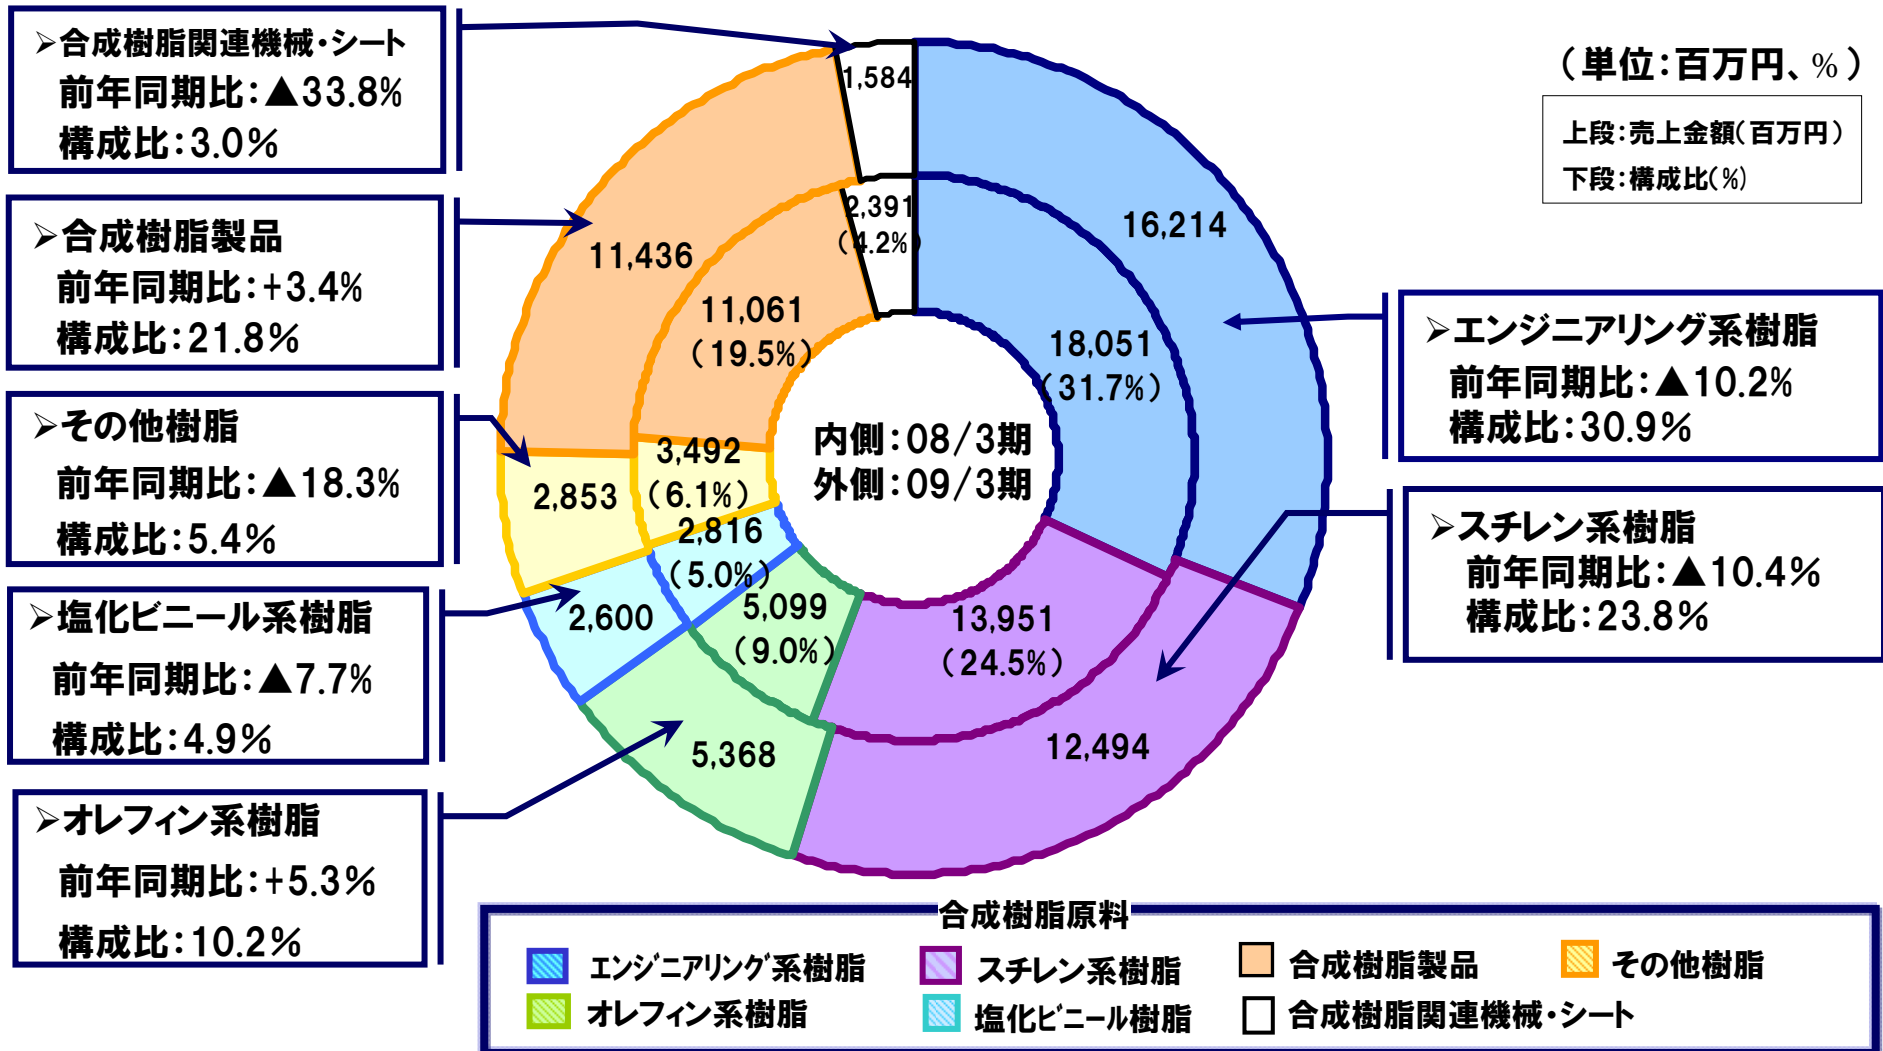 ➢合成樹脂関連機械・シート
前年同期比:▲33.8%
構成比:3.0%
➢合成樹脂製品
前年同期比:+3.4%
構成比:21.8%
➢その他樹脂
前年同期比:▲18.3%
構成比:5.4%
➢塩化ビニール系樹脂
前年同期比:▲7.7%
構成比:4.9%
➢オレフィン系樹脂
前年同期比:+5.3%
構成比:10.2%
(単位:百万円、%)
上段:売上金額(百万円)
下段:構成比(%)
➢エンジニアリング系樹脂
前年同期比:▲10.2%
構成比:30.9%
➢スチレン系樹脂
前年同期比:▲10.4%
構成比:23.8%
1,584
2,391
(4.2%)
16,214
11,436
11,061
(19.5%)
18,051
(31.7%)
内側:08/3期
外側:09/3期
3,492
(6.1%)
2,853
2,816
(5.0%)
2,600
5,099
(9.0%)
13,951
(24.5%)
5,368
12,494
合成樹脂原料
エンジニアリング系樹脂
スチレン系樹脂
合成樹脂製品
その他樹脂
オレフィン系樹脂
塩化ビニール樹脂
合成樹脂関連機械・シート